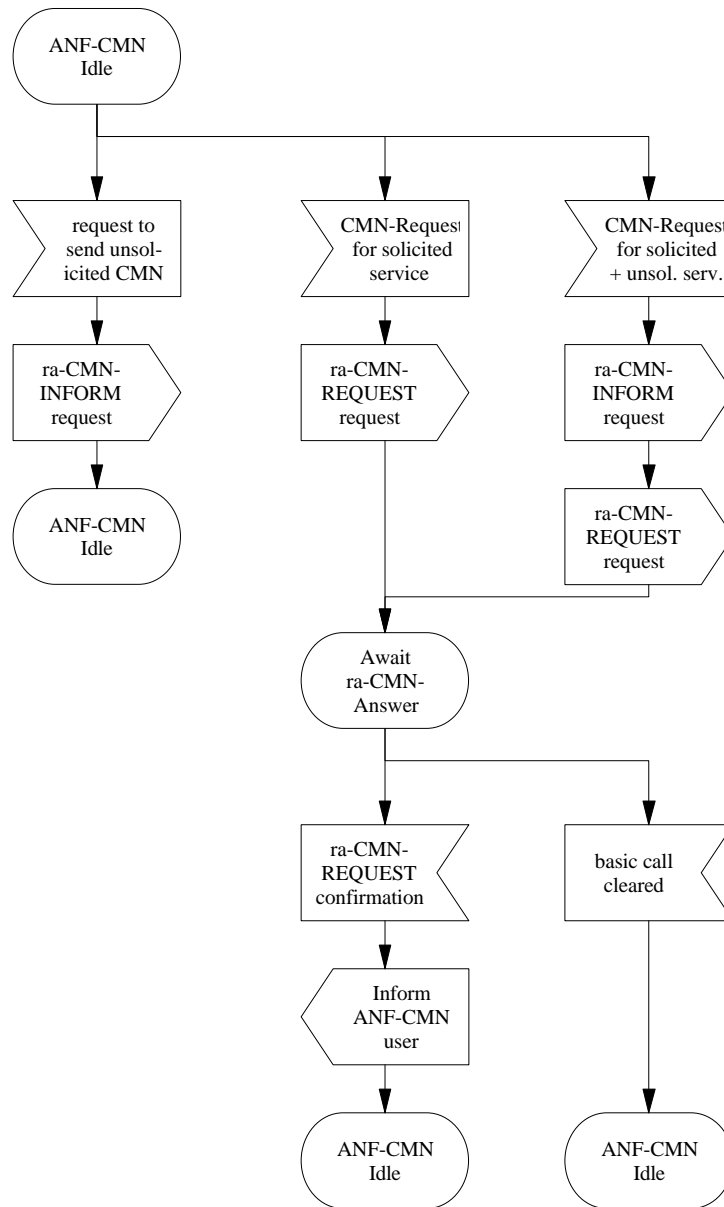 ANF-CMN
Idle
request to
send unsol-
icited CMN
CMN-Request
for solicited
service
CMN-Request
for solicited
+ unsol. serv.
ra-CMN-
INFORM
request
ra-CMN-
REQUEST
request
ra-CMN-
INFORM
request
ANF-CMN
Idle
ra-CMN-
REQUEST
request
Await
ra-CMN-
Answer
ra-CMN-
REQUEST
confirmation
basic call
cleared
Inform
ANF-CMN
user
ANF-CMN
Idle
ANF-CMN
Idle